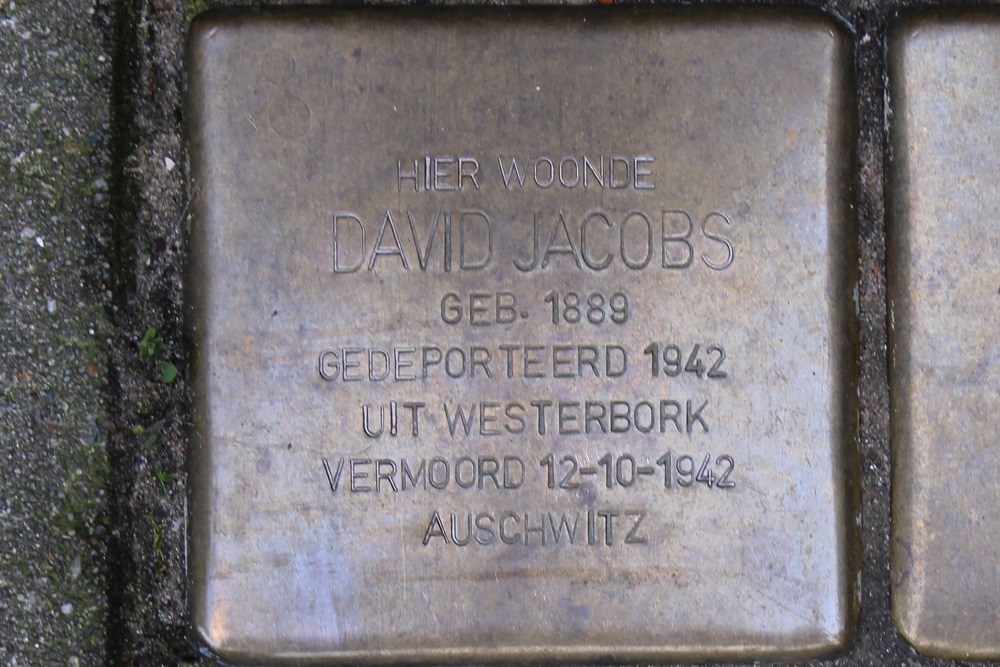 HIER WOONDE
DAVID JACOBS
GEB. 1889
GEDEPORTEERD 1942
UIT WESTERBORK
VERMOORD 12-10-1942
AUSCHWITZ